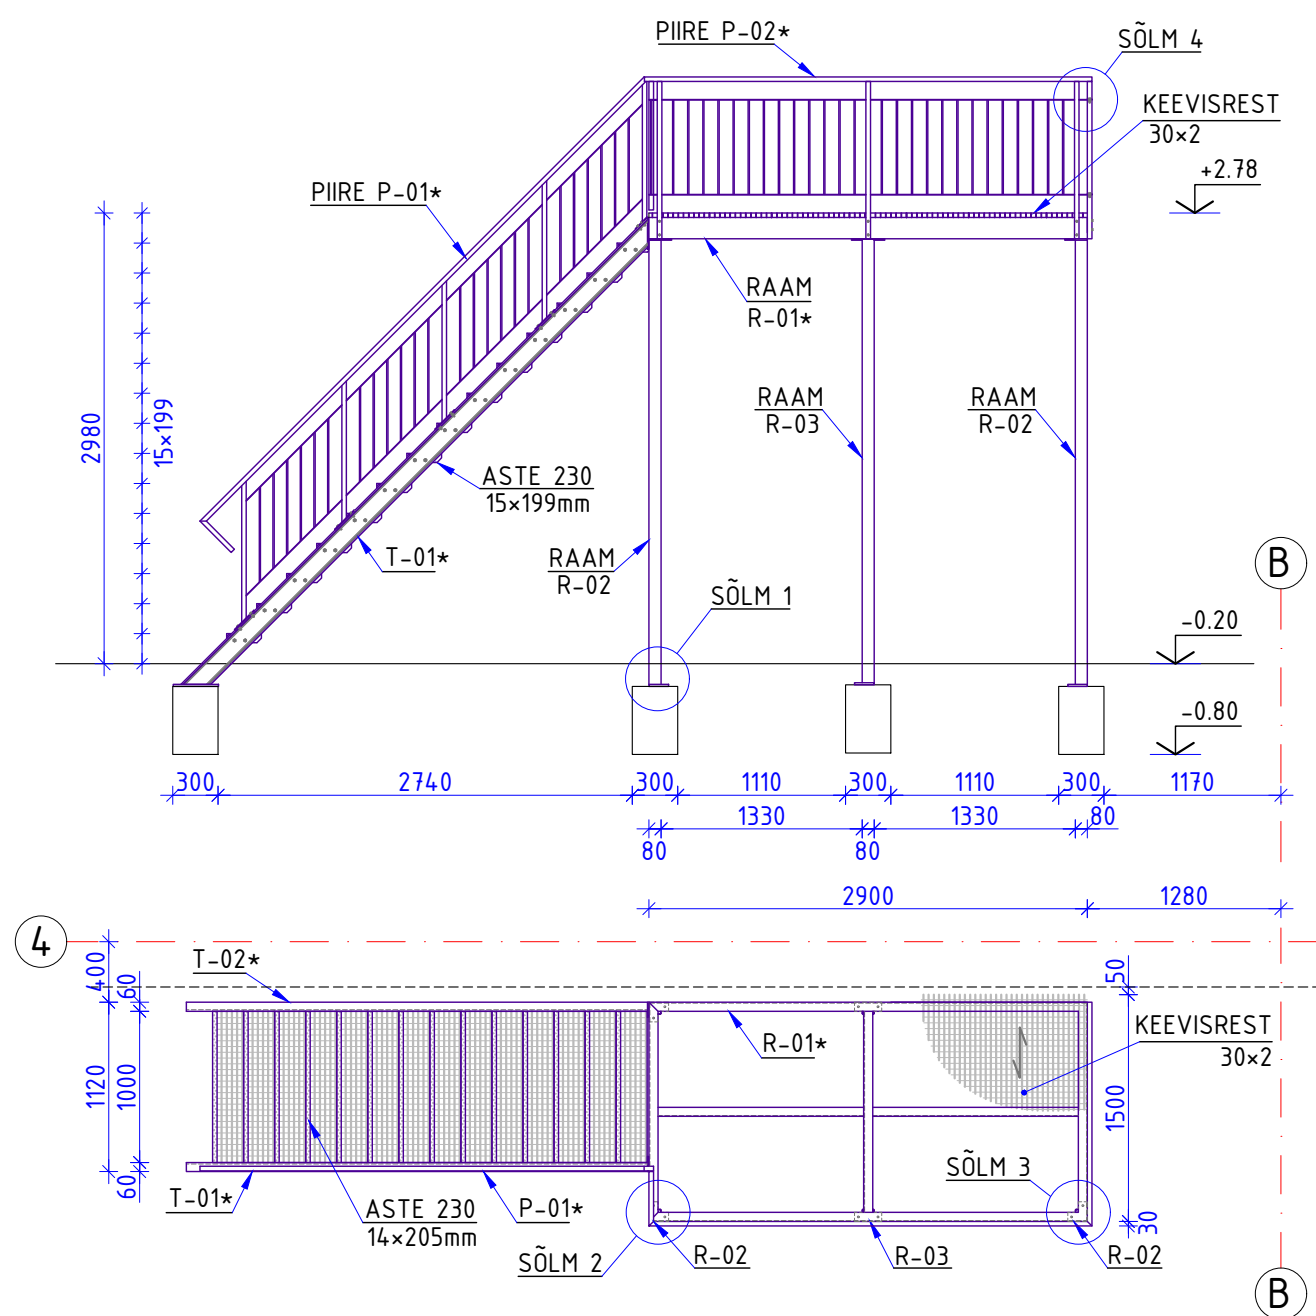 PIIRE P-02*
SÕLM 4
KEEVISREST
30×2
+2.78
PIIRE P-01*
RAAM
R-01*
RAAM
R-03
RAAM
R-02
2980
15×199
ASTE 230
15×199mm
T-01*
RAAM
R-02
SÕLM 1
B
-0.20
-0.80
300
2740
300
1110
300
1110
300
1170
1330
1330
80
80
80
2900
1280
4
400
60
T-02*
50
R-01*
KEEVISREST
30×2
1120
1000
1500
SÕLM 3
60
T-01*
ASTE 230
14×205mm
P-01*
30
SÕLM 2
R-02
R-03
R-02
B